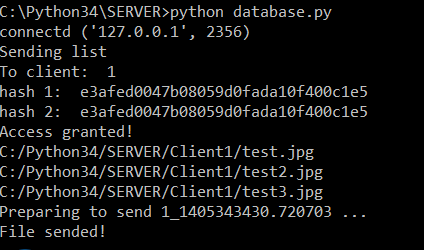 C:\Python34\SERVER>python database.py
connectd ('127.0.0.1', 2356)
Sending list
To client:  1
hash 1:  e3afed0047b08059d0fada10f400c1e5
hash 2:  e3afed0047b08059d0fada10f400c1e5
Access granted!
C:/Python34/SERVER/Client1/test.jpg
C:/Python34/SERVER/Client1/test2.jpg
C:/Python34/SERVER/Client1/test3.jpg
Preparing to send 1_1405343430.720703 ...
File sended!